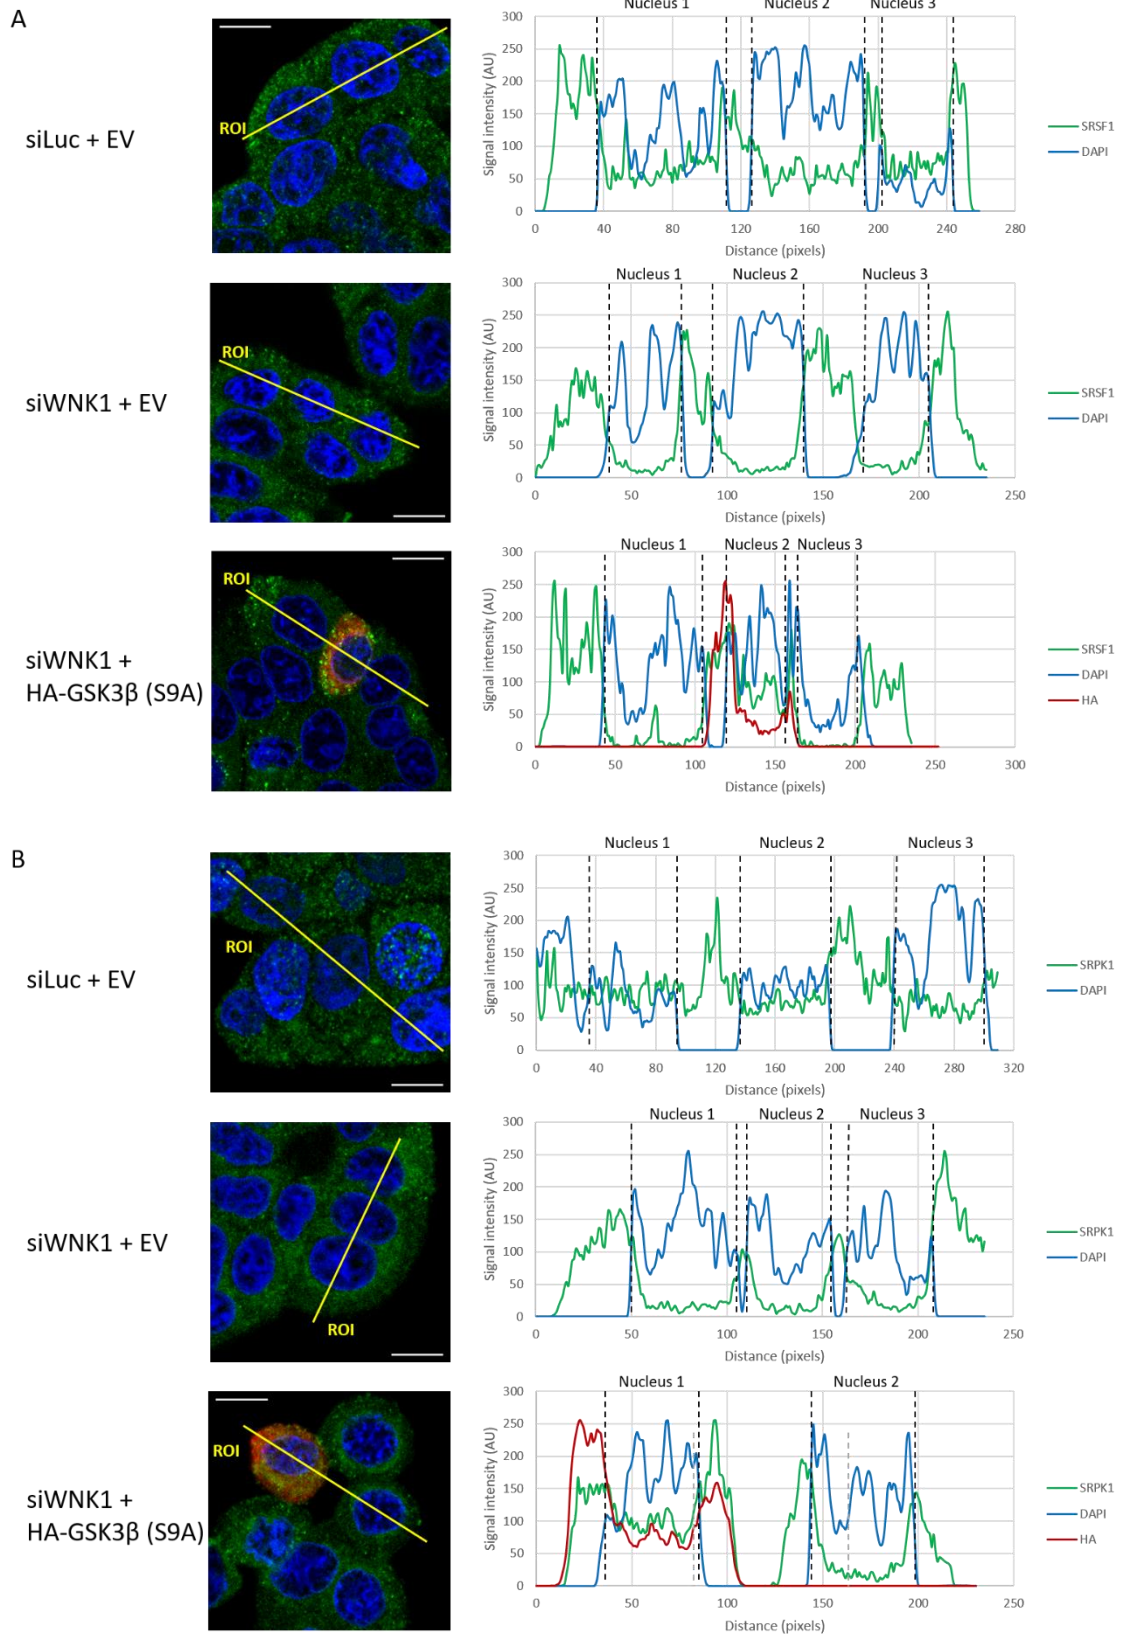 A
siLuc + EV
ROI
Nucleus 1 Nucleus 2 Nucleus 3
Signal intensity (AU)
300
250
200
150
100
50
0
0 40 80 120 160 200 240 280
Distance (pixels)
SRSF1
DAPI
siWNK1 + EV
ROI
Nucleus 1 Nucleus 2 Nucleus 3
Signal intensity (AU)
300
250
200
150
100
50
0
0 50 100 150 200 250
Distance (pixels)
SRSF1
DAPI
siWNK1 +
HA-GSK3β (S9A)
ROI
Nucleus 1 Nucleus 2 Nucleus 3
Signal intensity (AU)
300
250
200
150
100
50
0
0 50 100 150 200 250 300
Distance (pixels)
SRSF1
DAPI
HA
B
siLuc + EV
ROI
Nucleus 1 Nucleus 2 Nucleus 3
Signal intensity (AU)
300
250
200
150
100
50
0
0 40 80 120 160 200 240 280 320
Distance (pixels)
SRPK1
DAPI
siWNK1 + EV
ROI
Nucleus 1 Nucleus 2 Nucleus 3
Signal intensity (AU)
300
250
200
150
100
50
0
0 50 100 150 200 250
Distance (pixels)
SRPK1
DAPI
siWNK1 +
HA-GSK3β (S9A)
ROI
Nucleus 1 Nucleus 2
Signal intensity (AU)
300
250
200
150
100
50
0
0 50 100 150 200 250
Distance (pixels)
SRPK1
DAPI
HA